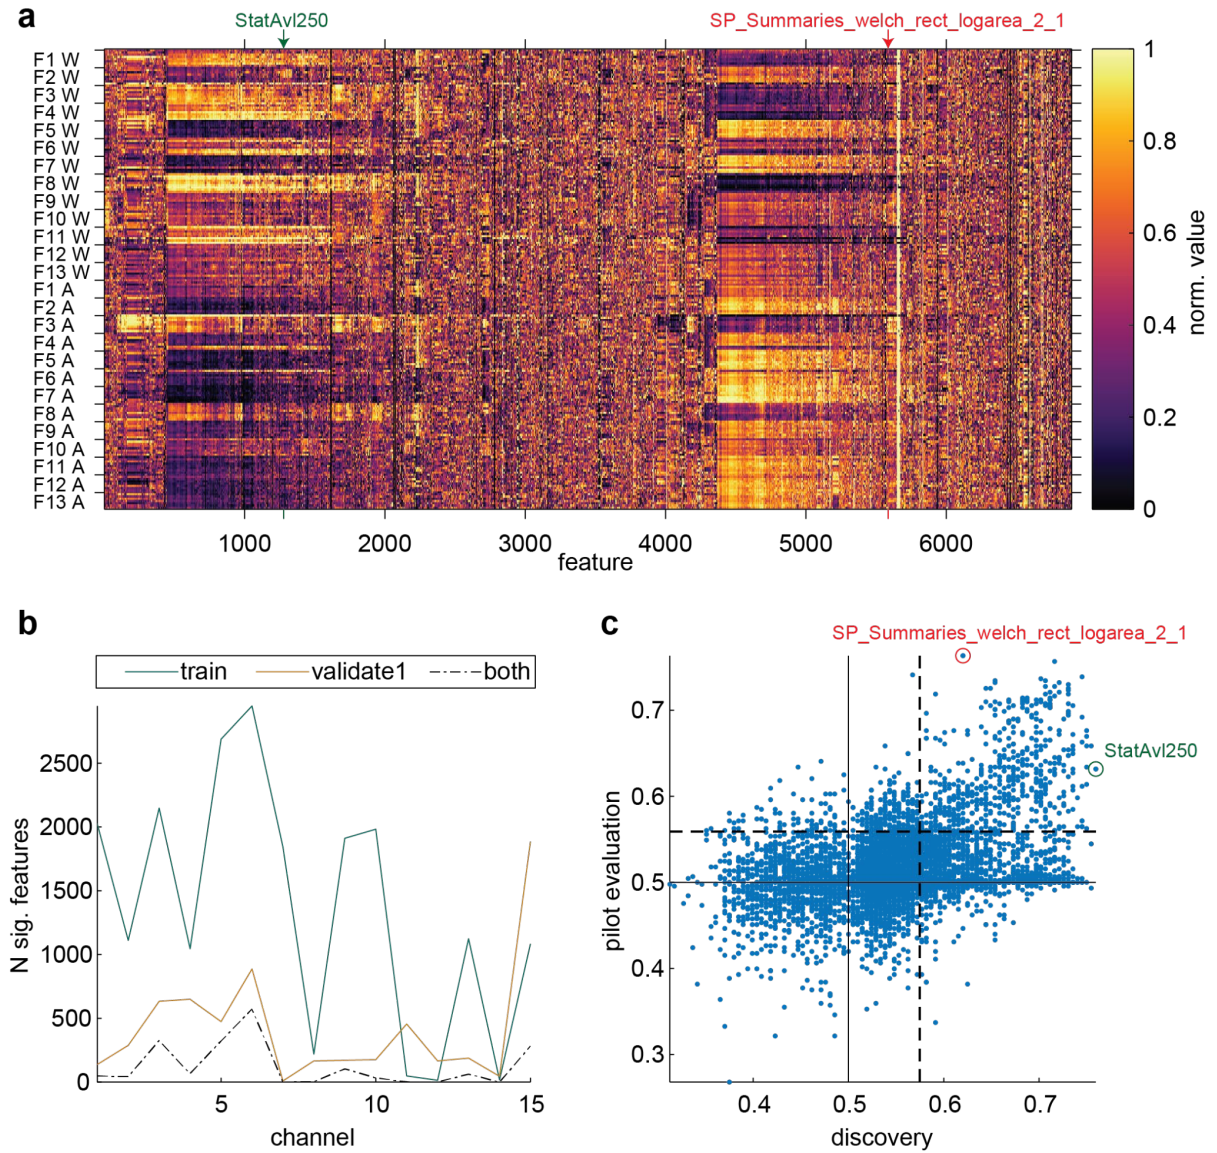 a
StatAvl250
SP_Summaries_welch_rect_logarea_2_1
F1 W
F2 W
F3 W
F4 W
F5 W
F6 W
F7 W
F8 W
F9 W
F10 W
F11 W
F12 W
F13 W
F1 A
F2 A
F3 A
F4 A
F5 A
F6 A
F7 A
F8 A
F9 A
F10 A
F11 A
F12 A
F13 A
1000 2000 3000 4000 5000 6000
feature
1
0.8
0.6
0.4
0.2
0
norm. value
b
train validate1 both
2500
2000
1500
1000
500
0
N sig. features
5 10 15
channel
c
SP_Summaries_welch_rect_logarea_2_1
StatAvl250
0.7
0.6
0.5
0.4
0.3
pilot evaluation
0.4 0.5 0.6 0.7
discovery